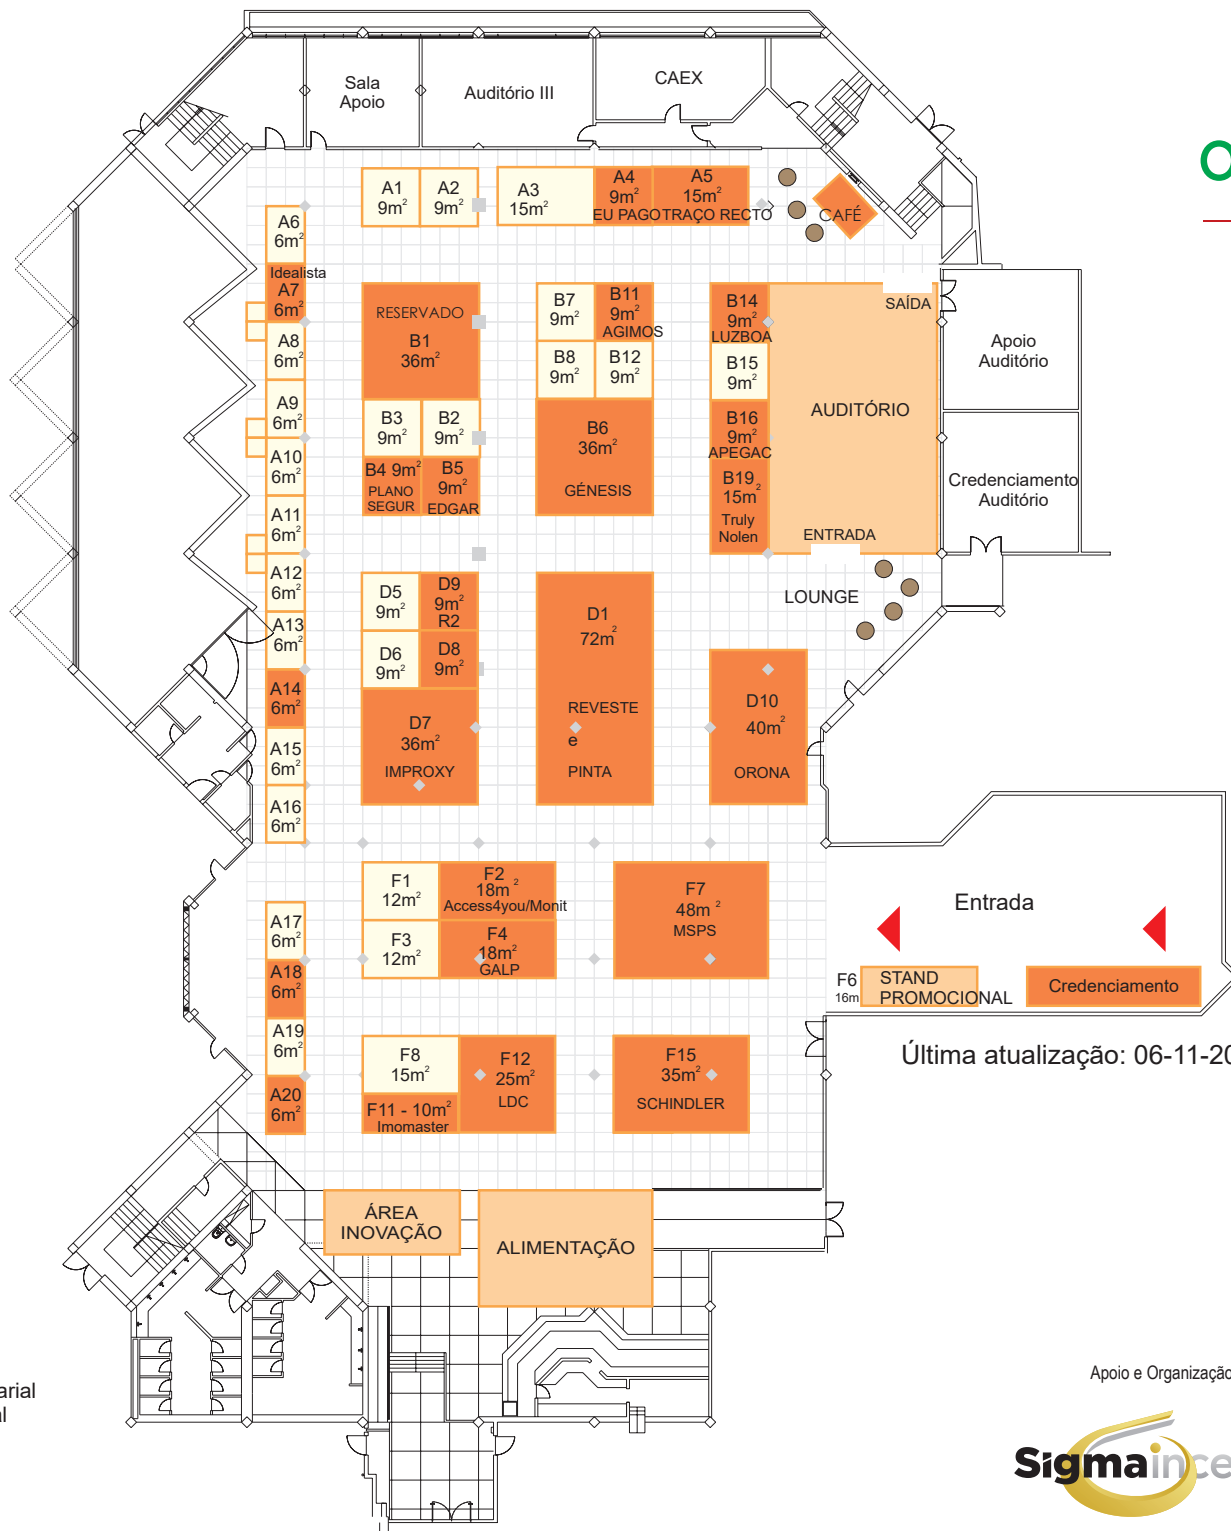 Sala
Apoio
Auditório III
CAEX
O
A1
9m²
A2
9m²
A3
15m²
A4
9m²
EU PAGO
A5
15m²
TRAÇO RECTO
CAFÉ
A6
6m²
Idealista
A7
6m²
A8
6m²
A9
6m²
A10
6m²
A11
6m²
A12
6m²
A13
6m²
A14
6m²
A15
6m²
A16
6m²
A17
6m²
A18
6m²
A19
6m²
A20
6m²
RESERVADO
B1
36m²
B3
9m²
B2
9m²
B4 9m²
PLANO
SEGUR
B5
9m²
EDGAR
B7
9m²
B11
9m²
AGIMOS
B8
9m²
B12
9m²
B6
36m²
GÉNESIS
B14
9m²
LUZBOA
B15
9m²
B16
9m²
APEGAC
B19
15m²
Truly
Nolen
SAÍDA
AUDITÓRIO
ENTRADA
Apoio
Auditório
Credenciamento
Auditório
LOUNGE
D5
9m²
D9
9m²
R2
D6
9m²
D8
9m²
D7
36m²
IMPROXY
D1
72m²
REVESTE
e
PINTA
D10
40m²
ORONA
F1
12m²
F2
18m²
Access4you/Monit
F3
12m²
F4
18m²
GALP
F7
48m²
MSPS
Entrada
F6
16m
STAND
PROMOCIONAL
Credenciamento
F8
15m²
F11 - 10m²
Imomaster
F12
25m²
LDC
F15
35m²
SCHINDLER
Última atualização: 06-11-20
ÁREA
INOVAÇÃO
ALIMENTAÇÃO
arial
al
Apoio e Organização
Sigmaince